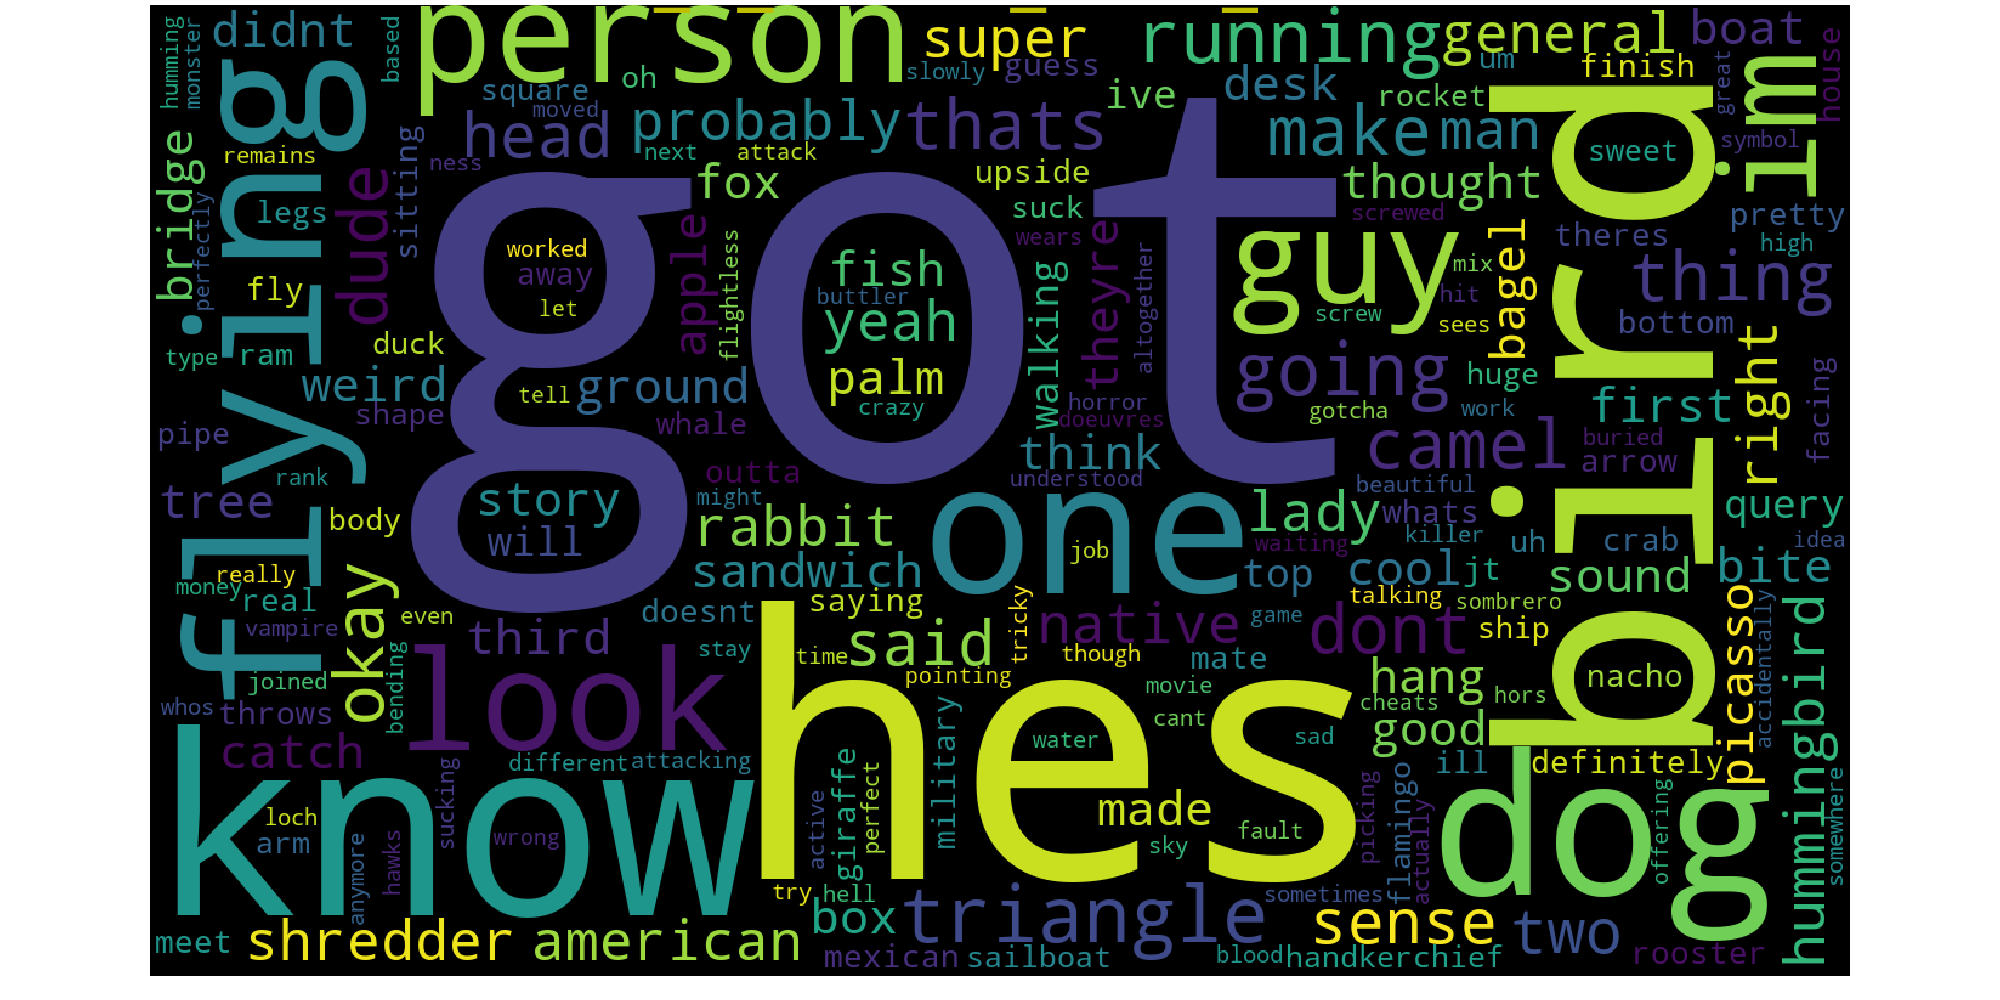 person
super
running
general
boat
humming
monster
didnt
based
oh
slowly
guess
um
finish
great
house
square
moved
desk
ive
rocket
im
flying
bridge
perfectly
head
probably
thats
make
man
sweet
symbol
remains
ness
next
attack
upside
thought
bird
dude
sitting
fox
suck
screwed
pretty
legs
got
worked
away
let
apple
flightless
fish
buttler
yeah
palm
crazy
wears
walking
theyre
altogether
guy
mix
hit
sees
screw
bagel
theres
high
thing
bottom
fly
duck
type
ram
weird
shape
tell
ground
whale
horror
doeuvres
going
gotcha
huge
work
first
right
facing
pipe
rank
tree
story
will
outta
might
think
understood
camel
buried
arrow
beautiful
whats
query
body
okay
rabbit
one
lady
killer
uh
crab
idea
really
money
real
sandwich
job
waiting
top
cool
jt
sound
bite
vampire
even
doesnt
saying
tricky
game
talking
sombrero
third
said
native
dont
ship
picasso
accidentally
hummingbird
joined
bending
look
stay
time
though
mate
pointing
hang
nacho
whos
throws
hes
movie
cant
cheats
hors
catch
know
different
attacking
water
sad
good
definitely
loch
arm
sucking
wrong
giraffe
perfect
military
made
sky
fault
picking
flamingo
actually
ill
dog
offering
somewhere
anymore
hawks
active
try
hell
sometimes
meet
shredder
american
box
triangle
sense
two
mexican
sailboat
blood
handkerchief
rooster